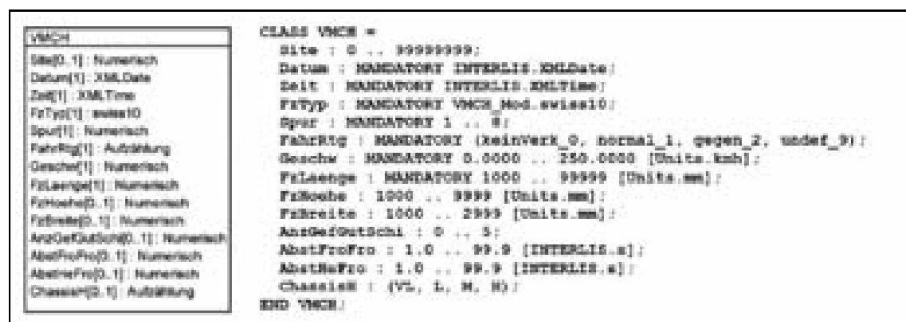 VMCH
Site[0..1] : Numerisch
Datum[1] : XMLDate
Zeit[1] : XMLTime
FzTyp[1] : swiss10
Spur[1] : Numerisch
FahrRtg[1] : Aufzählung
Geschw[1] : Numerisch
FzLaenge[1] : Numerisch
FzHoehe[0..1] : Numerisch
FzBreite[0..1] : Numerisch
AnzGefGutSchi[0..1] : Numerisch
AbstFroFro[0..1] : Numerisch
AbstHeFro[0..1] : Numerisch
ChassisH[0..1] : Aufzählung
CLASS VMCH =
Site : 0 .. 99999999;
Datum : MANDATORY INTERLIS.XMLDate;
Zeit : MANDATORY INTERLIS.XMLTime;
FzTyp : MANDATORY VMCH_Mod.swiss10;
Spur : MANDATORY 1 .. 8;
FahrRtg : MANDATORY (keinVerk_0, normal_1, gegen_2, undef_9);
Geschw : MANDATORY 0.0000 .. 250.0000 [Units.kmh];
FzLaenge : MANDATORY 1000 .. 99999 [Units.mm];
FzHoehe : 1000 .. 9999 [Units.mm];
FzBreite : 1000 .. 2999 [Units.mm];
AnzGefGutSchi : 0 .. 5;
AbstFroFro : 1.0 .. 99.9 [INTERLIS.s];
AbstHeFro : 1.0 .. 99.9 [INTERLIS.s];
ChassisH : (VL, L, M, H);
END VMCH;